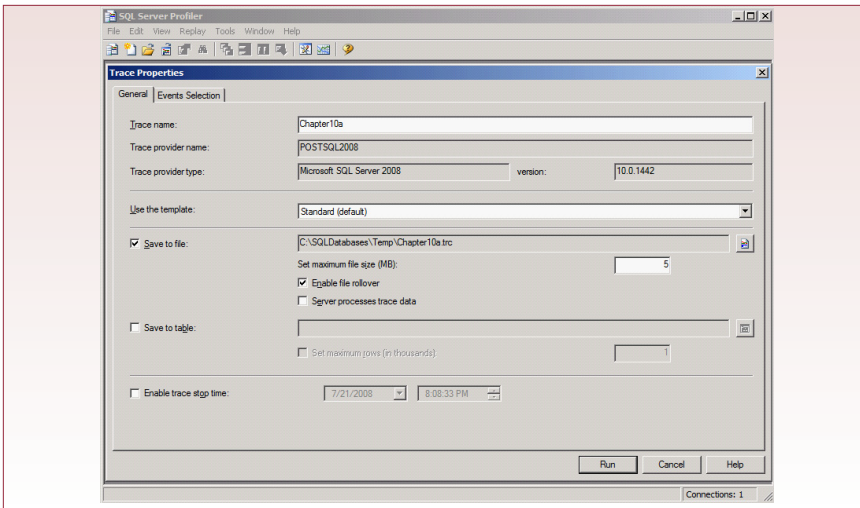 SQL Server Profiler
File Edit View Replay Tools Window Help
Trace Properties
General Events Selection
Trace name: Chapter10a
Trace provider name: POSTSQL2008
Trace provider type: Microsoft SQL Server 2008 version: 10.0.1442
Use the template: Standard (default)
Save to file: C:\SQLDatabases\Temp\Chapter10a.trc
Set maximum file size (MB): 5
Enable file rollover
Server processes trace data
Save to table:
Set maximum rows (in thousands) 1
Enable trace stop time: 7/21/2008 8:08:33 PM
Run Cancel Help
Connections: 1